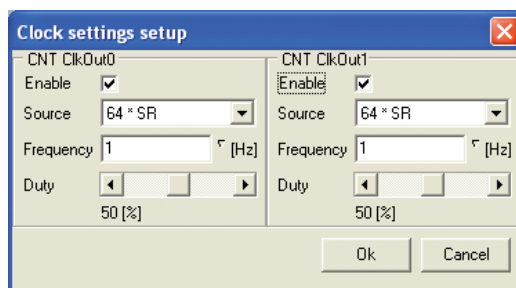 Clock settings setup
CNT ClkOut0
Enable
Source 64 * SR
Frequency 1 [Hz]
Duty
50 [%]
CNT ClkOut1
Enable
Source 64 * SR
Frequency 1 [Hz]
Duty
50 [%]
Ok Cancel